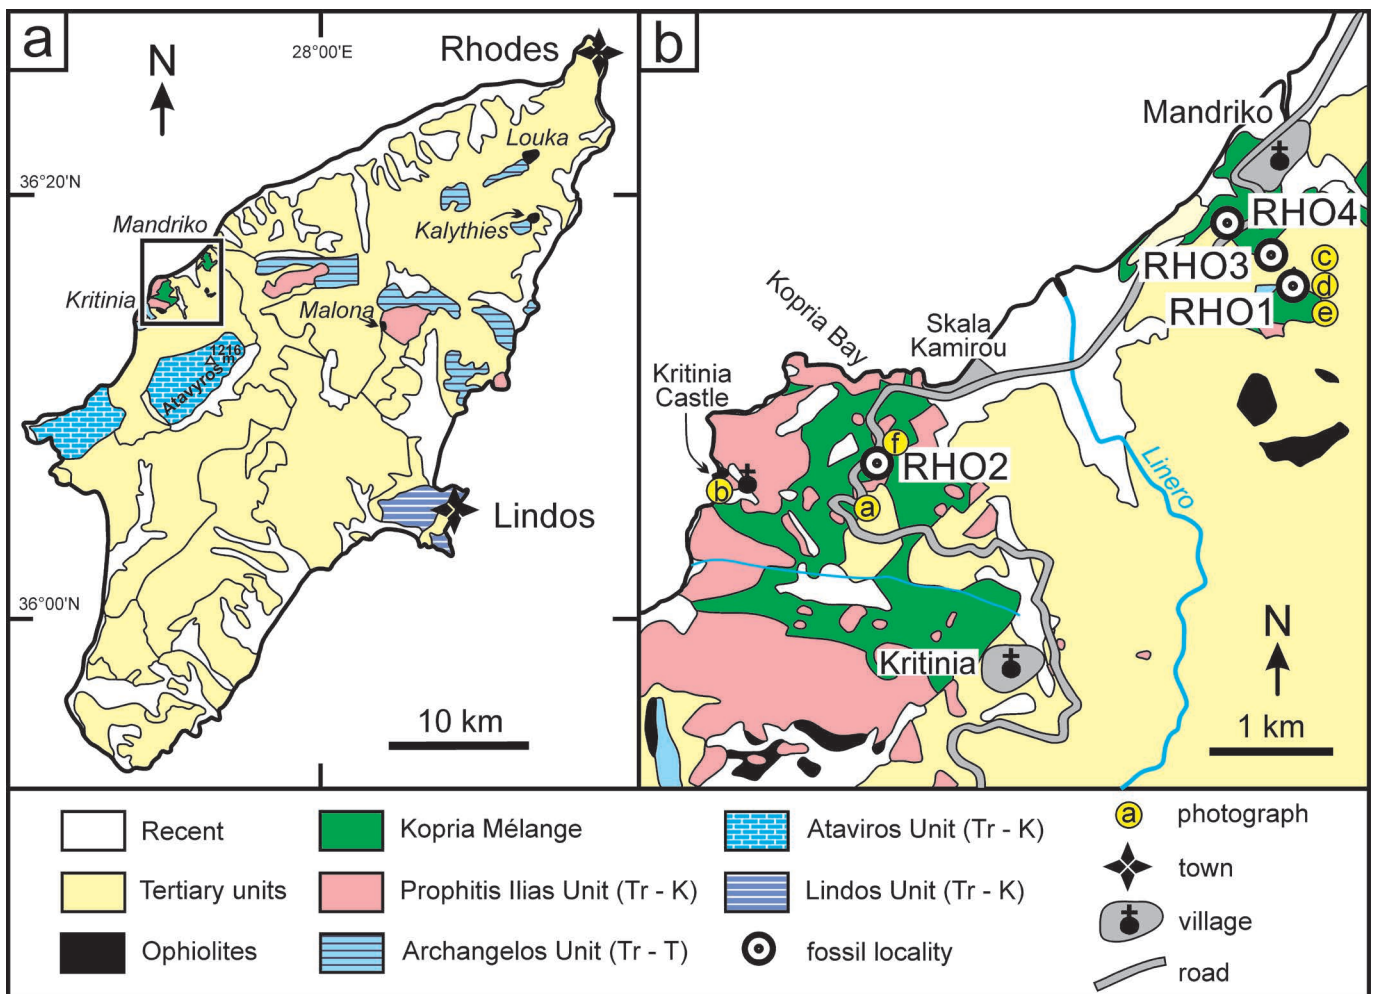 a
N
28°00'E
Rhodes
Louka
36°20'N
Mandriko
Kalythies
Kritinia
Malona
1216
m
Atavyros
Lindos
36°00'N
10 km
b
Mandriko
RHO4
RHO3
c
d
RHO1
e
Kopria Bay
Skala
Kamirou
Kritinia
Castle
f
RHO2
b
a
Linero
Kritinia
N
1 km
Recent
Kopria Mélange
Ataviros Unit (Tr - K)
a photograph
town
Tertiary units
Prophitis Ilias Unit (Tr - K)
Lindos Unit (Tr - K)
village
Ophiolites
Archangelos Unit (Tr - T)
fossil locality
road